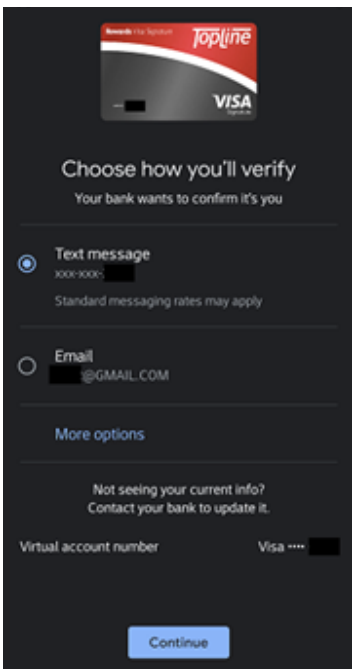 Rewards Visa Signature
Topline
VISA
Signature
Choose how you'll verify
Your bank wants to confirm it's you
Text message
xxx-xxx-
Standard messaging rates may apply
Email
@GMAIL.COM
More options
Not seeing your current info?
Contact your bank to update it.
Virtual account number Visa ••••
Continue